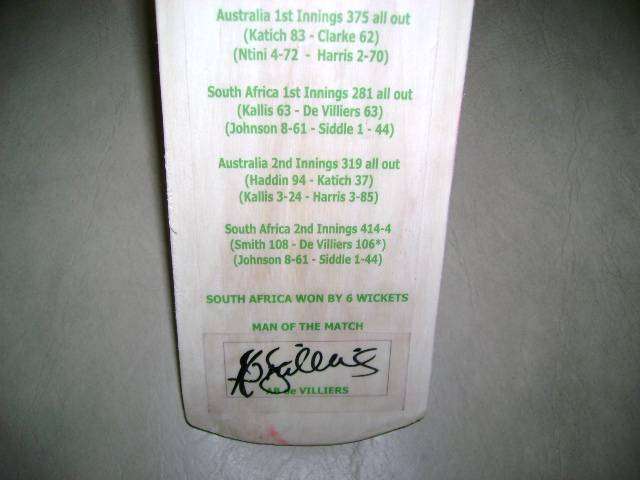 Australia 1st Innings 375 all out
(Katich 83 - Clarke 62)
(Ntini 4-72 - Harris 2-70)
South Africa 1st Innings 281 all out
(Kallis 63 - De Villiers 63)
(Johnson 8-61 - Siddle 1 - 44)
Australia 2nd Innings 319 all out
(Haddin 94 - Katich 37)
(Kallis 3-24 - Harris 3-85)
South Africa 2nd Innings 414-4
(Smith 108 - De Villiers 106*)
(Johnson 8-61 - Siddle 1-44)
SOUTH AFRICA WON BY 6 WICKETS
MAN OF THE MATCH
AB de VILLIERS